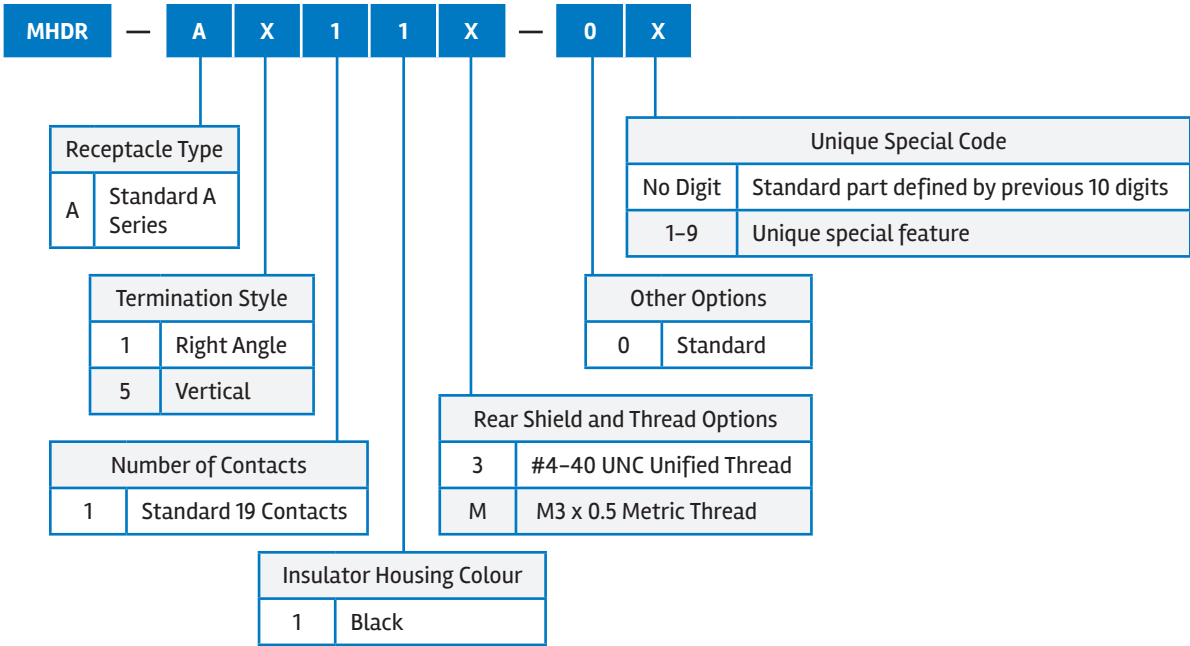 MHDR — A X 1 1 X — 0 X
Receptacle Type
A Standard A
Series
Unique Special Code
No Digit Standard part defined by previous 10 digits
1–9 Unique special feature
Termination Style
1 Right Angle
5 Vertical
Other Options
0 Standard
Number of Contacts
1 Standard 19 Contacts
Rear Shield and Thread Options
3 #4–40 UNC Unified Thread
M M3 x 0.5 Metric Thread
Insulator Housing Colour
1 Black